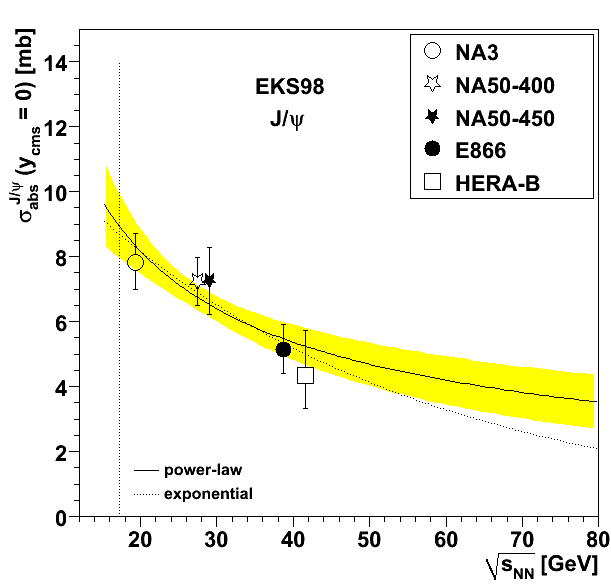 σ_abs^J/ψ (y_cms = 0) [mb]
14
12
10
8
6
4
2
0
EKS98
J/ψ
NA3
NA50-400
NA50-450
E866
HERA-B
power-law
exponential
20 30 40 50 60 70 80
√s_NN [GeV]